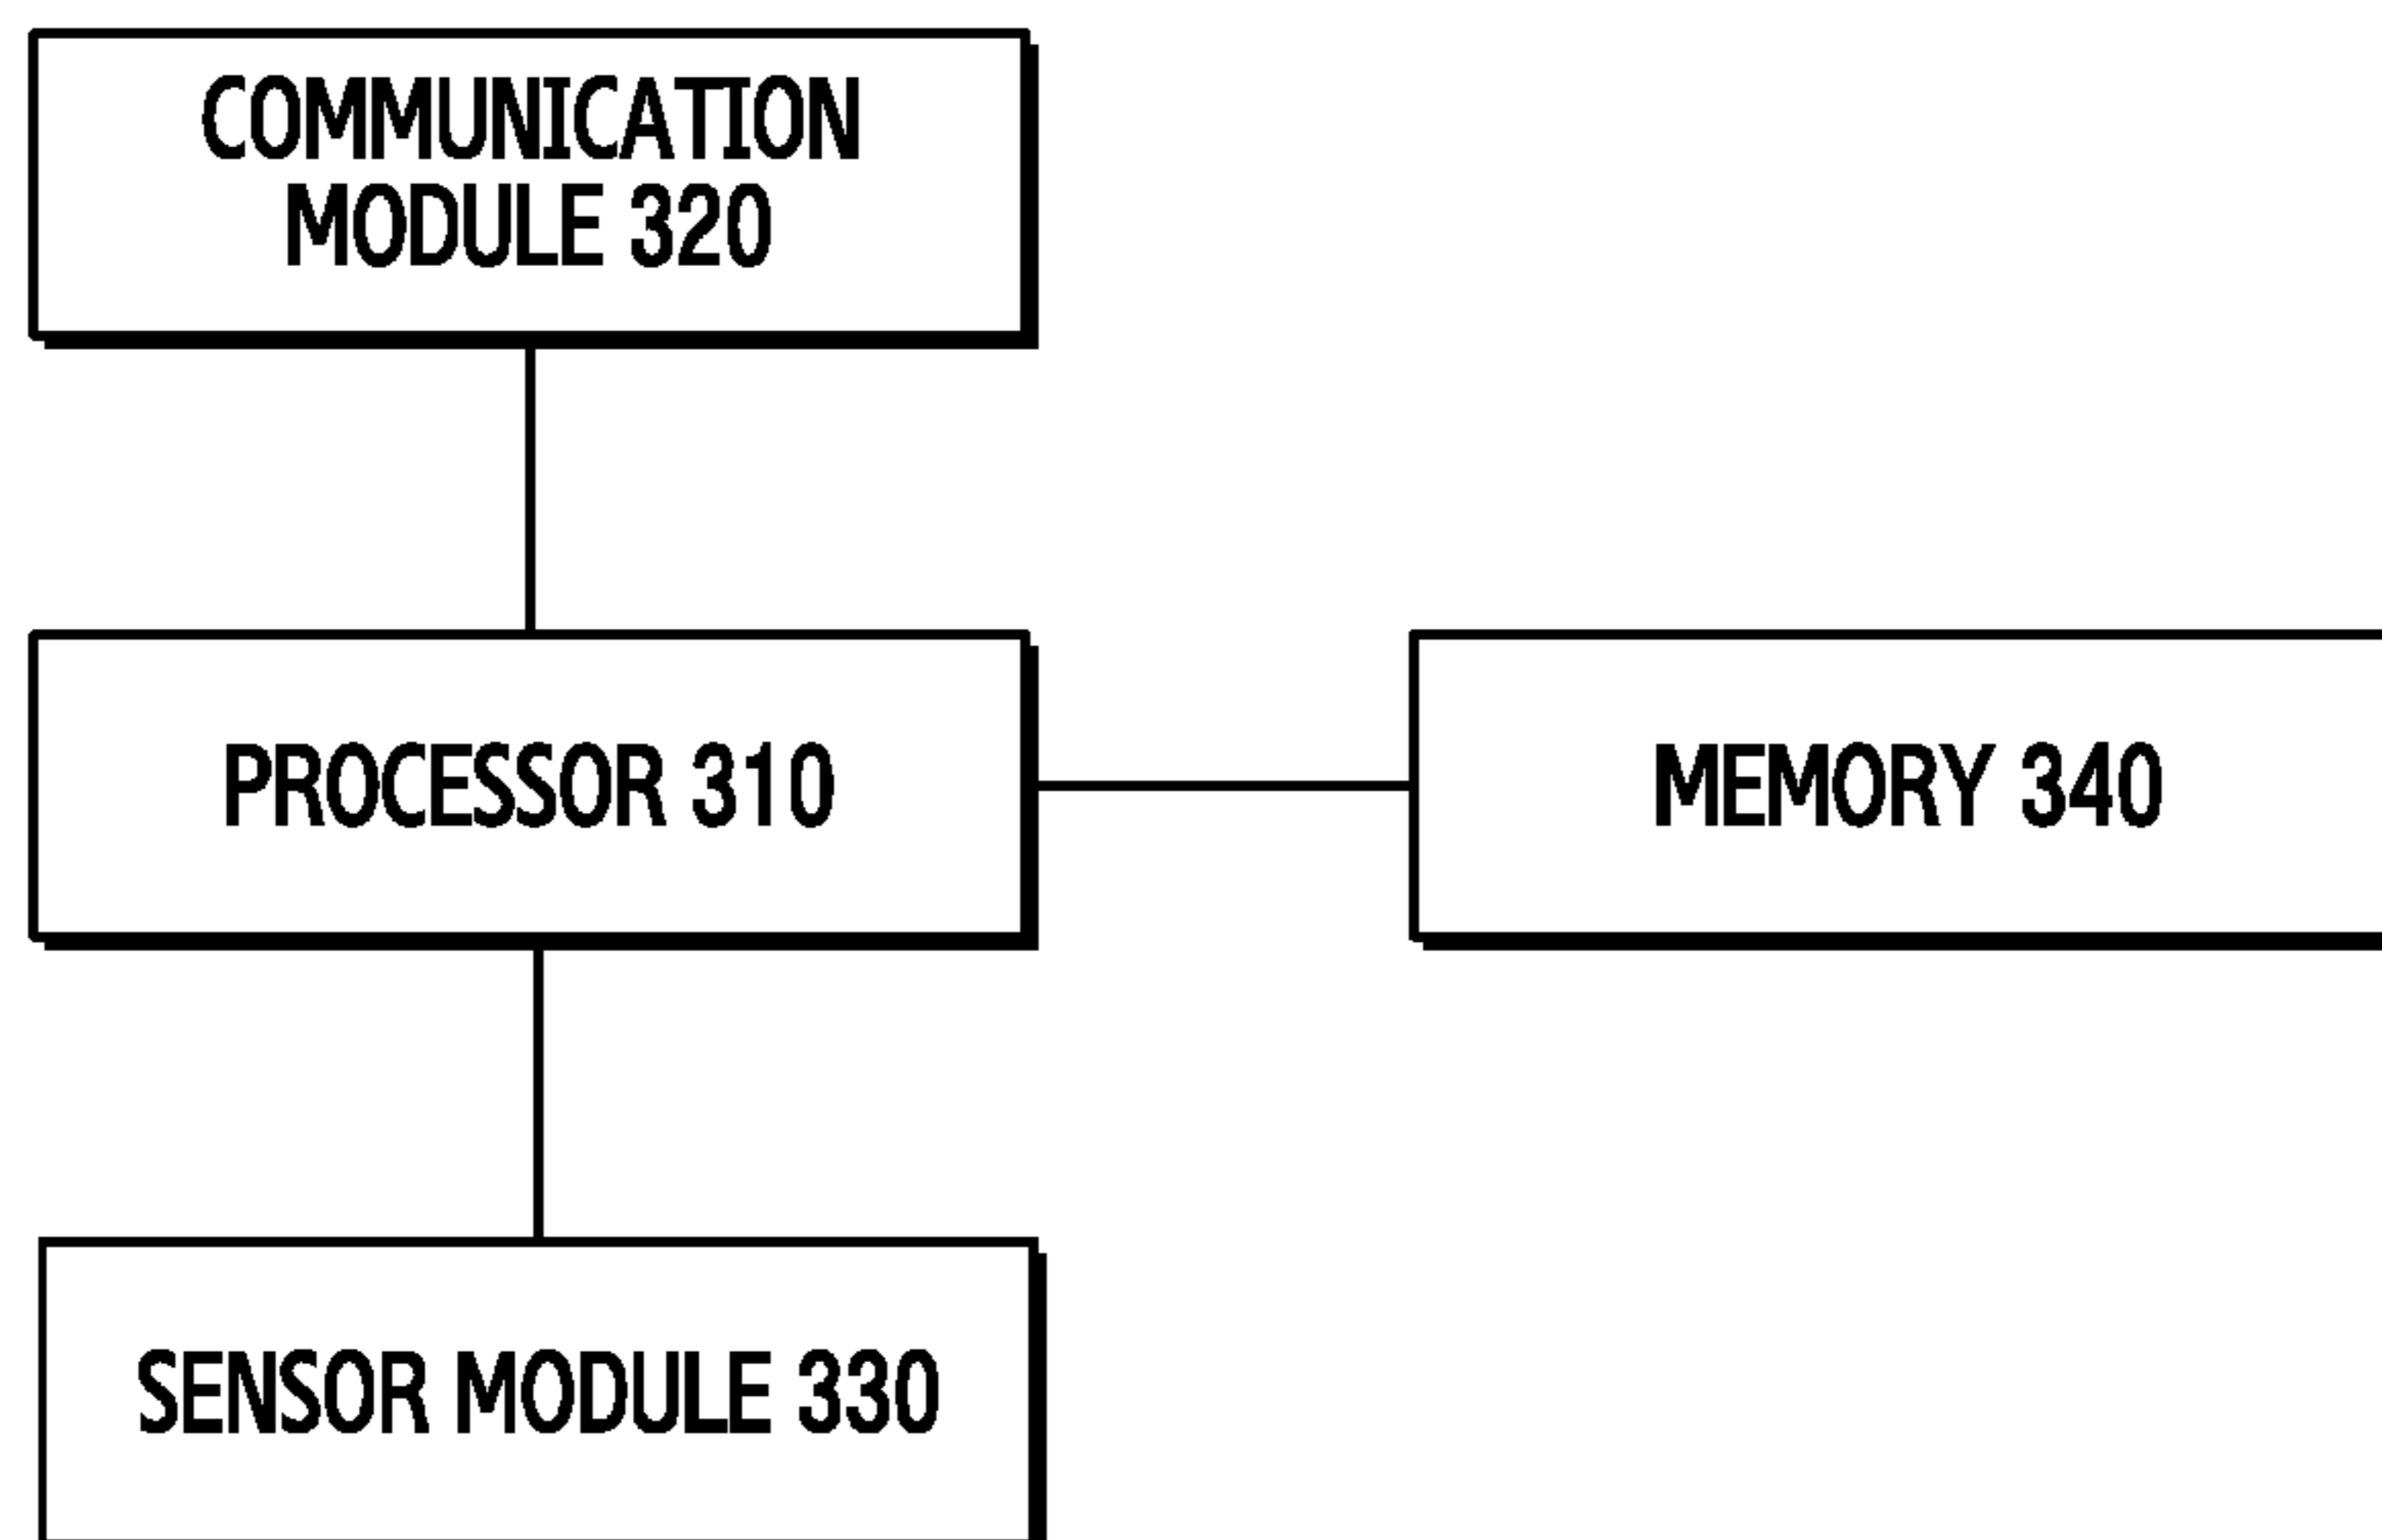 COMMUNICATION
MODULE 320
PROCESSOR 310
MEMORY 340
SENSOR MODULE 330